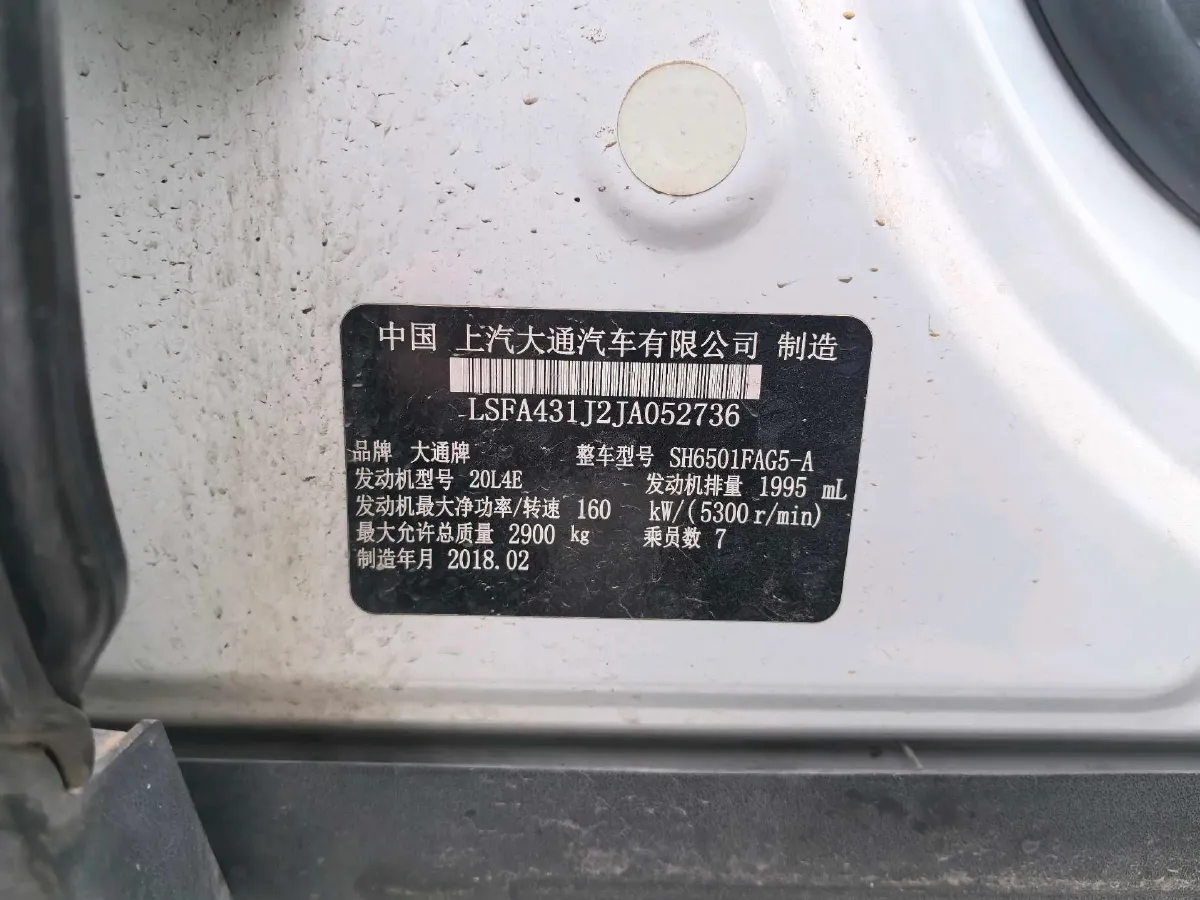 中国 上汽大通汽车有限公司 制造
LSFA431J2JA052736
品牌 大通牌 整车型号 SH6501FAG5-A
发动机型号 20L4E 发动机排量 1995 mL
发动机最大净功率/转速 160 kW/(5300 r/min)
最大允许总质量 2900 kg 乘员数 7
制造年月 2018.02